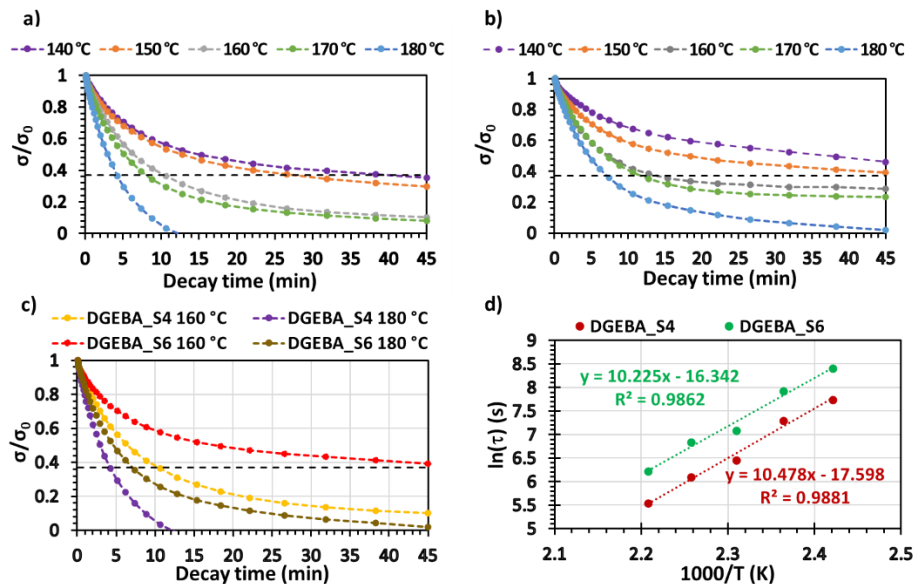 a)
140 °C 150 °C 160 °C 170 °C 180 °C
σ/σ0
1
0.8
0.6
0.4
0.2
0
0 5 10 15 20 25 30 35 40 45
Decay time (min)
b)
140 °C 150 °C 160 °C 170 °C 180 °C
σ/σ0
1
0.8
0.6
0.4
0.2
0
0 5 10 15 20 25 30 35 40 45
Decay time (min)
c)
DGEBA_S4 160 °C DGEBA_S4 180 °C
DGEBA_S6 160 °C DGEBA_S6 180 °C
σ/σ0
1
0.8
0.6
0.4
0.2
0
0 5 10 15 20 25 30 35 40 45
Decay time (min)
d)
DGEBA_S4 DGEBA_S6
ln(τ) (s)
9
8.5
8
7.5
7
6.5
6
5.5
5
y = 10.225x - 16.342
R² = 0.9862
y = 10.478x - 17.598
R² = 0.9881
2.1 2.2 2.3 2.4 2.5
1000/T (K)